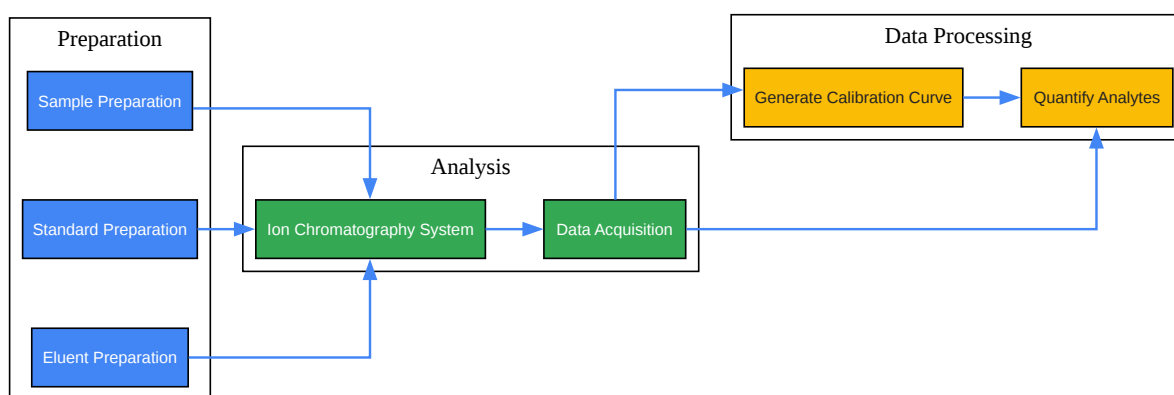 Preparation
Sample Preparation
Standard Preparation
Eluent Preparation
Analysis
Ion Chromatography System
Data Acquisition
Data Processing
Generate Calibration Curve
Quantify Analytes